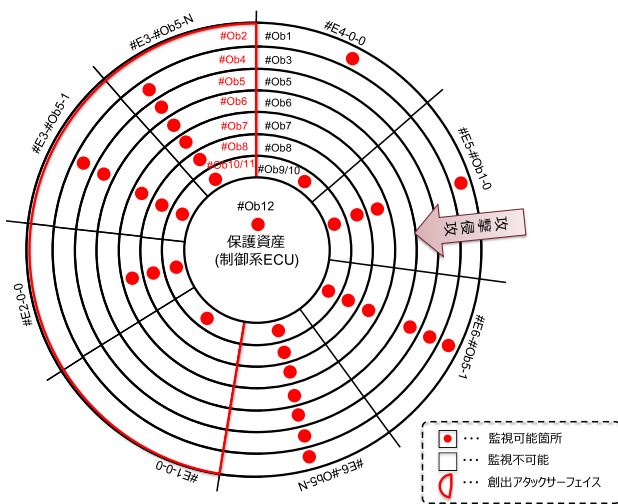 #E3-#Ob5-N
#E4-0-0
#E3-#Ob5-1
#E5-#Ob1-0
#E2-0-0
#E6-#Ob5-1
#E1-0-0
#E6-#Ob5-N
#Ob2 #Ob1
#Ob4 #Ob3
#Ob5 #Ob5
#Ob6 #Ob6
#Ob7 #Ob7
#Ob8 #Ob8
#Ob10/11 #Ob9/10
#Ob12
保護資産
(制御系ECU)
攻撃侵攻
··· 監視可能箇所
··· 監視不可能
··· 創出アタックサーフェイス